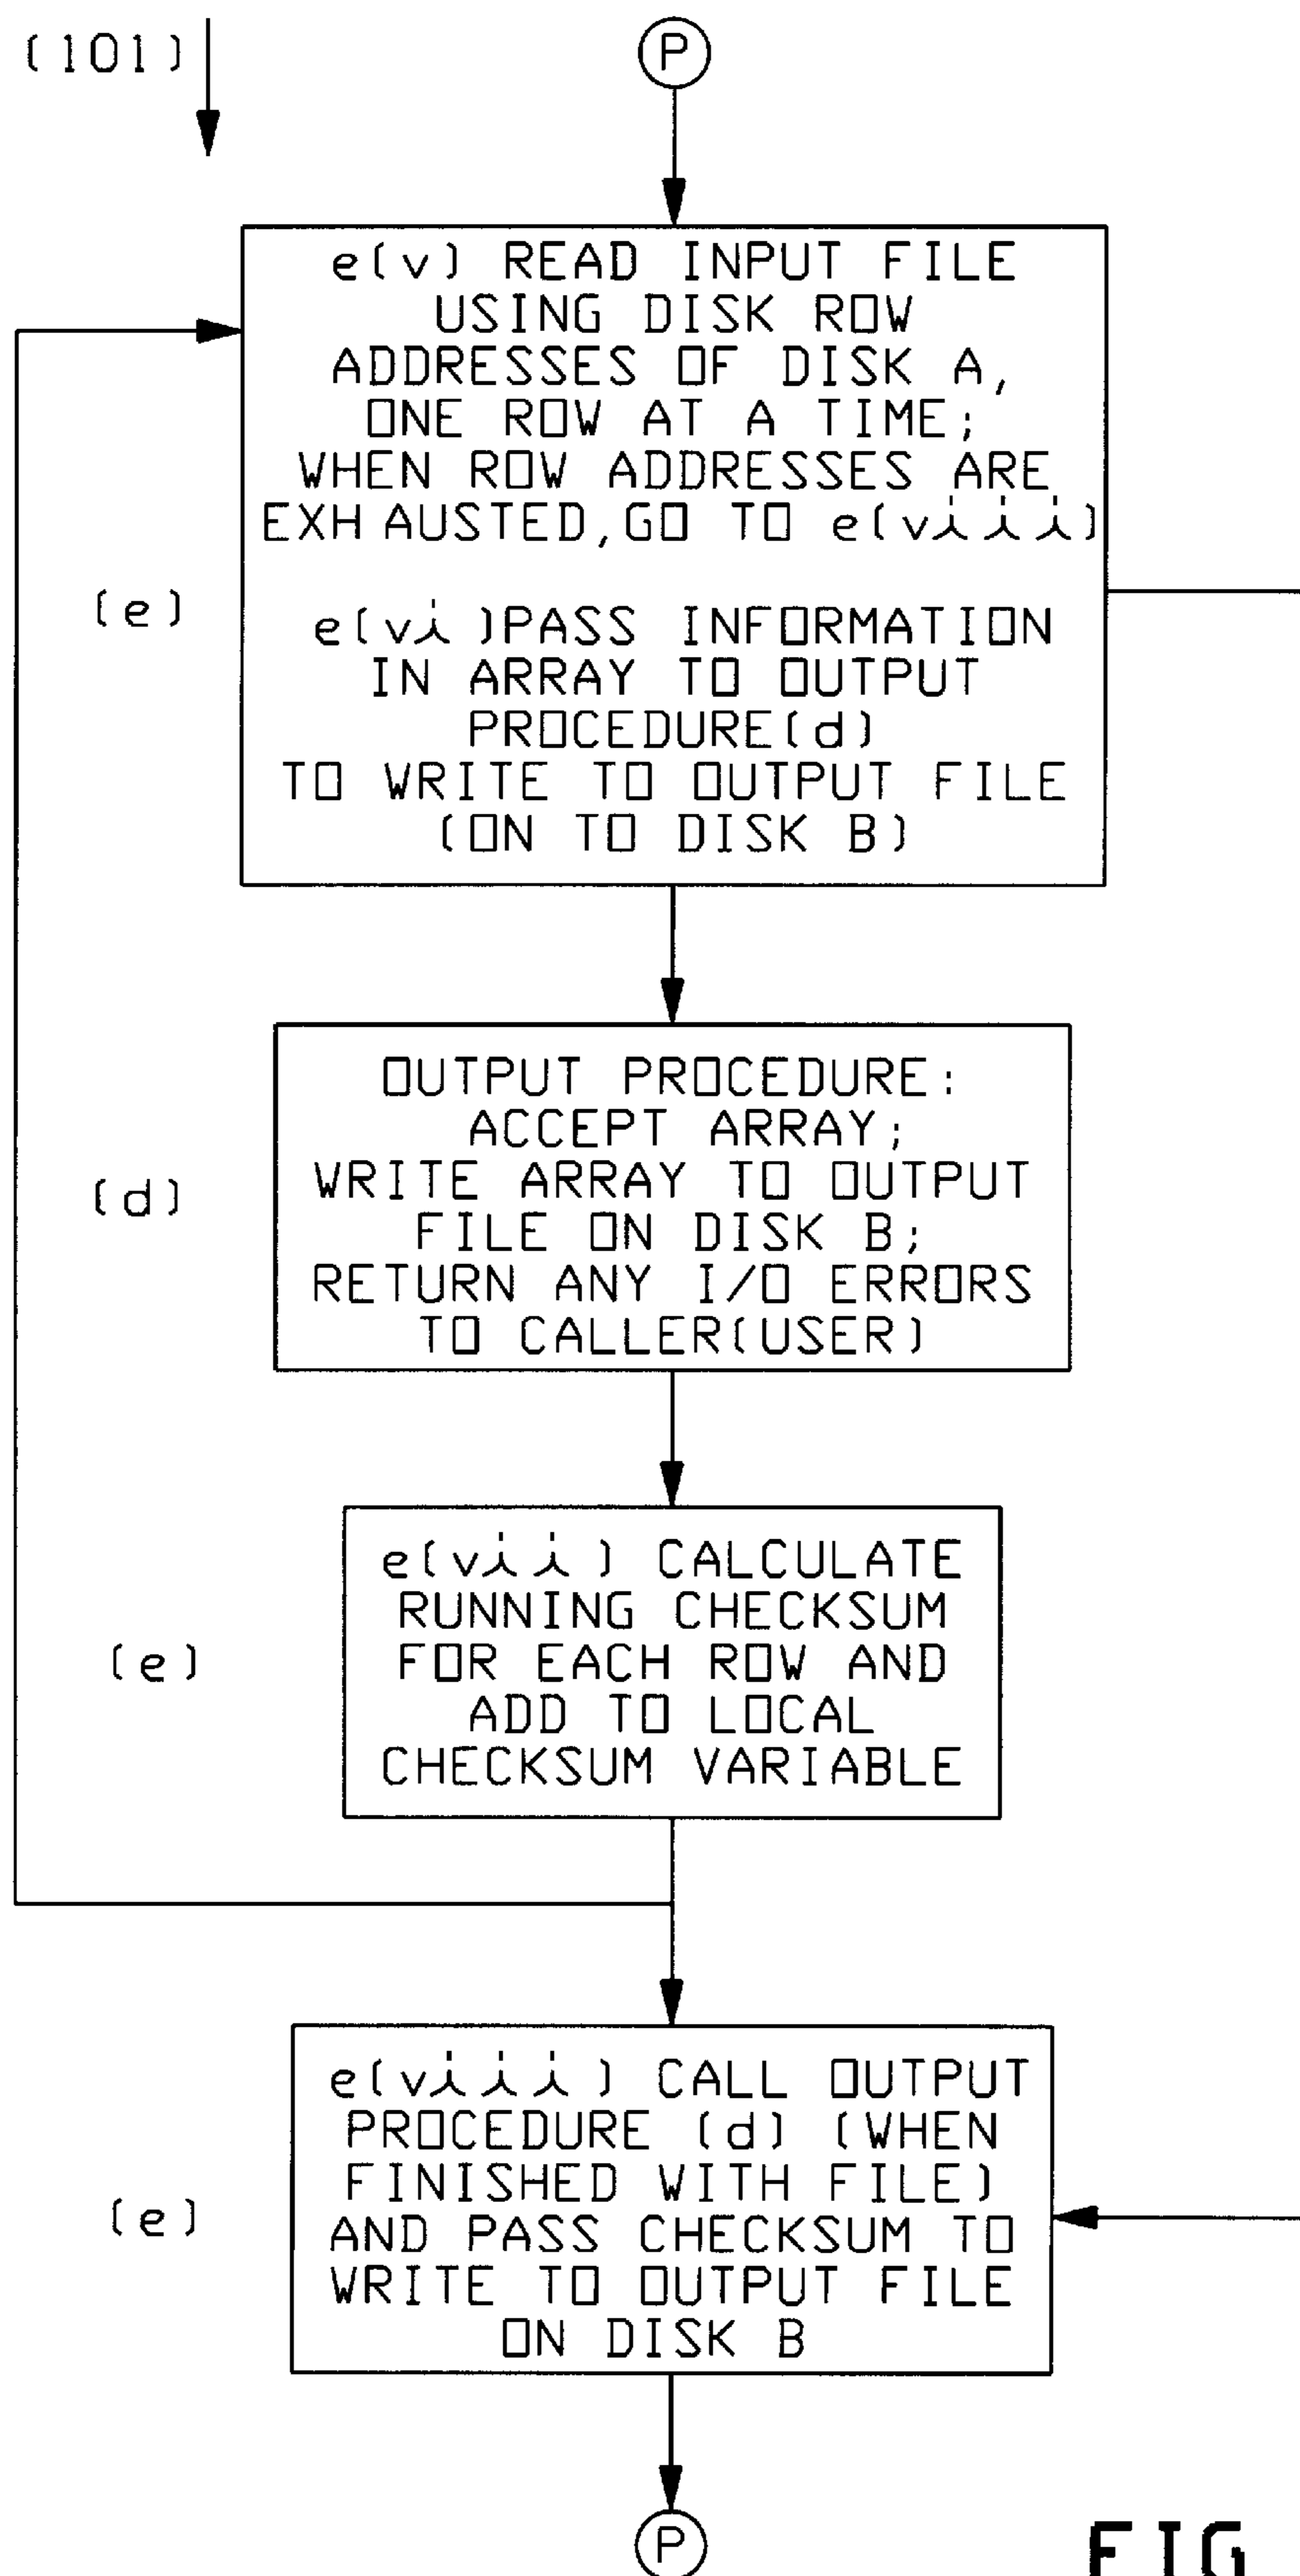 (101)
P
e(v) READ INPUT FILE
USING DISK ROW
ADDRESSES OF DISK A,
ONE ROW AT A TIME;
WHEN ROW ADDRESSES ARE
EXHAUSTED,GO TO e(viii)
(e)
e(vi)PASS INFORMATION
IN ARRAY TO OUTPUT
PROCEDURE(d)
TO WRITE TO OUTPUT FILE
(ON TO DISK B)
OUTPUT PROCEDURE:
ACCEPT ARRAY;
(d)
WRITE ARRAY TO OUTPUT
FILE ON DISK B;
RETURN ANY I/O ERRORS
TO CALLER(USER)
e(vii) CALCULATE
RUNNING CHECKSUM
(e)
FOR EACH ROW AND
ADD TO LOCAL
CHECKSUM VARIABLE
e(viii) CALL OUTPUT
PROCEDURE (d) (WHEN
FINISHED WITH FILE)
(e)
AND PASS CHECKSUM TO
WRITE TO OUTPUT FILE
ON DISK B
P
FIG